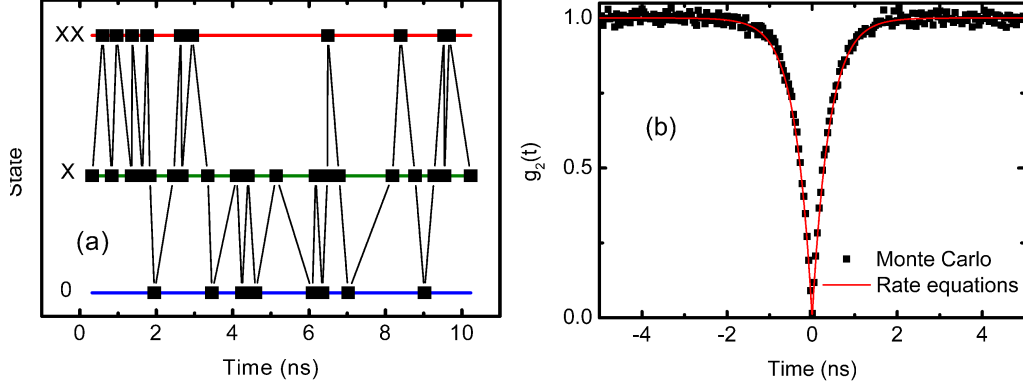 XX
State
X
(a)
0
0
2
4
6
8
10
Time (ns)
1.0
(b)
g₂(t)
0.5
Monte Carlo
Rate equations
0.0
-4
-2
0
2
4
Time (ns)